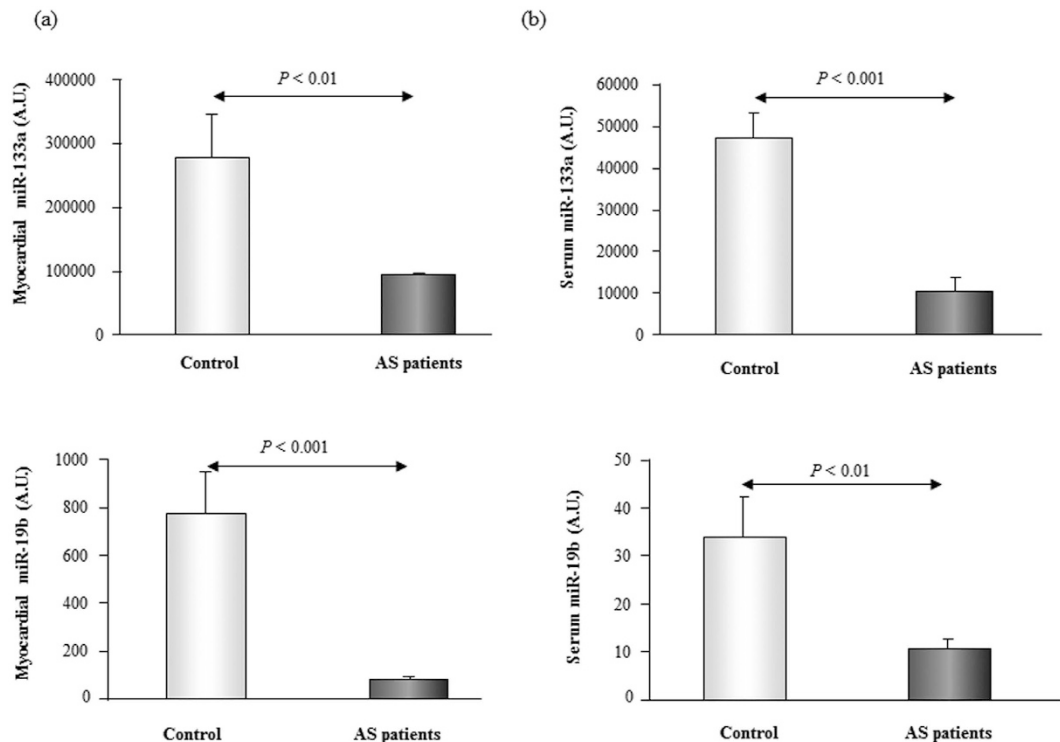 (a)
(b)
Myocardial miR-133a (A.U.)
400000
300000
200000
100000
0
P < 0.01
Control
AS patients
Serum miR-133a (A.U.)
60000
50000
40000
30000
20000
10000
0
P < 0.001
Control
AS patients
Myocardial miR-19b (A.U.)
1000
800
600
400
200
0
P < 0.001
Control
AS patients
Serum miR-19b (A.U.)
50
40
30
20
10
0
P < 0.01
Control
AS patients